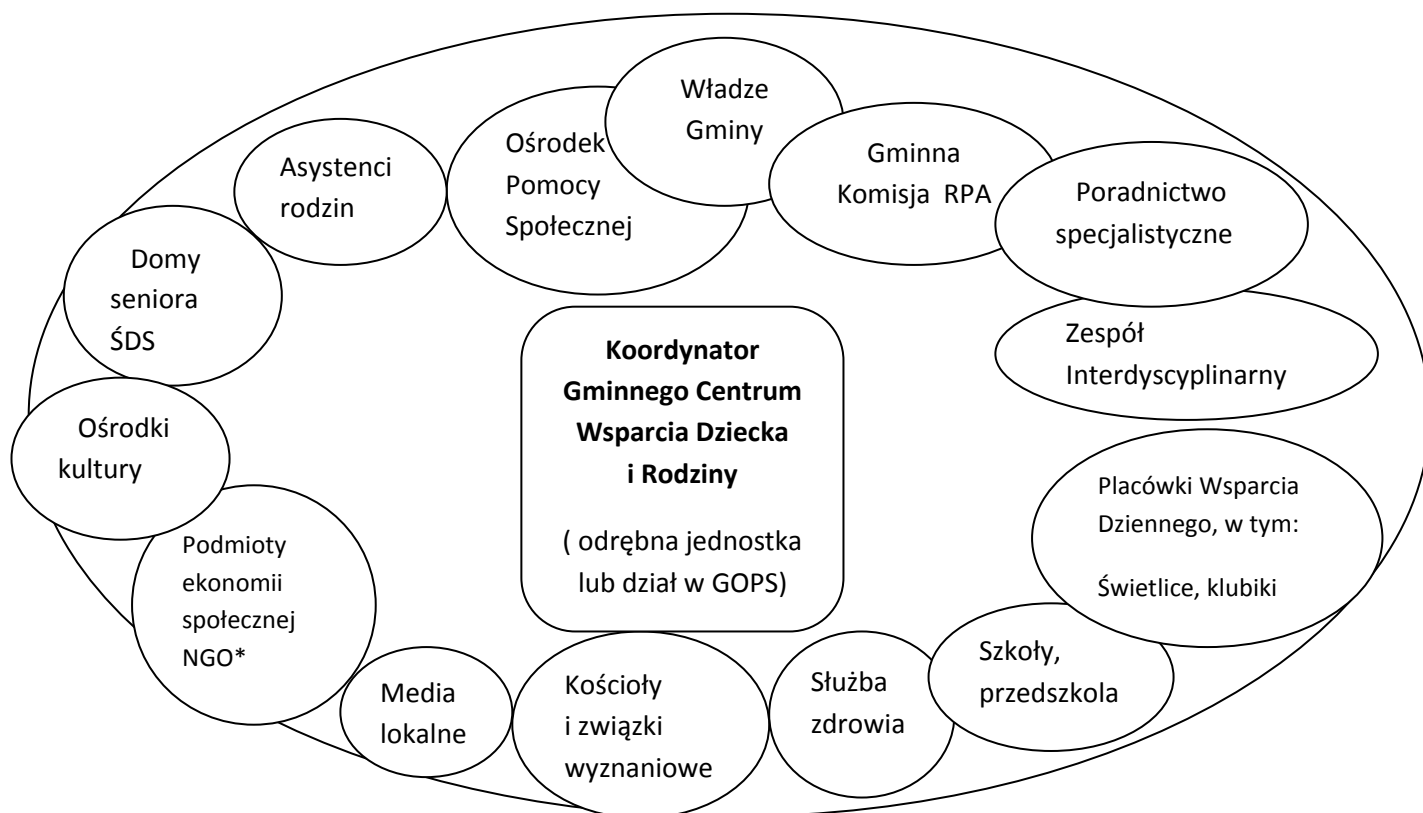 Władze
Gminy
Ośrodek
Pomocy
Społecznej
Gminna
Komisja RPA
Asystenci
rodzin
Poradnictwo
specjalistyczne
Domy
seniora
ŚDS
Zespół
Interdyscyplinarny
Koordynator
Gminnego Centrum
Wsparcia Dziecka
i Rodziny
( odrębna jednostka
lub dział w GOPS)
Ośrodki
kultury
Placówki Wsparcia
Dziennego, w tym:
Świetlice, klubiki
Podmioty
ekonomii
społecznej
NGO*
Media
lokalne
Kościoły
i związki
wyznaniowe
Służba
zdrowia
Szkoły,
przedszkola